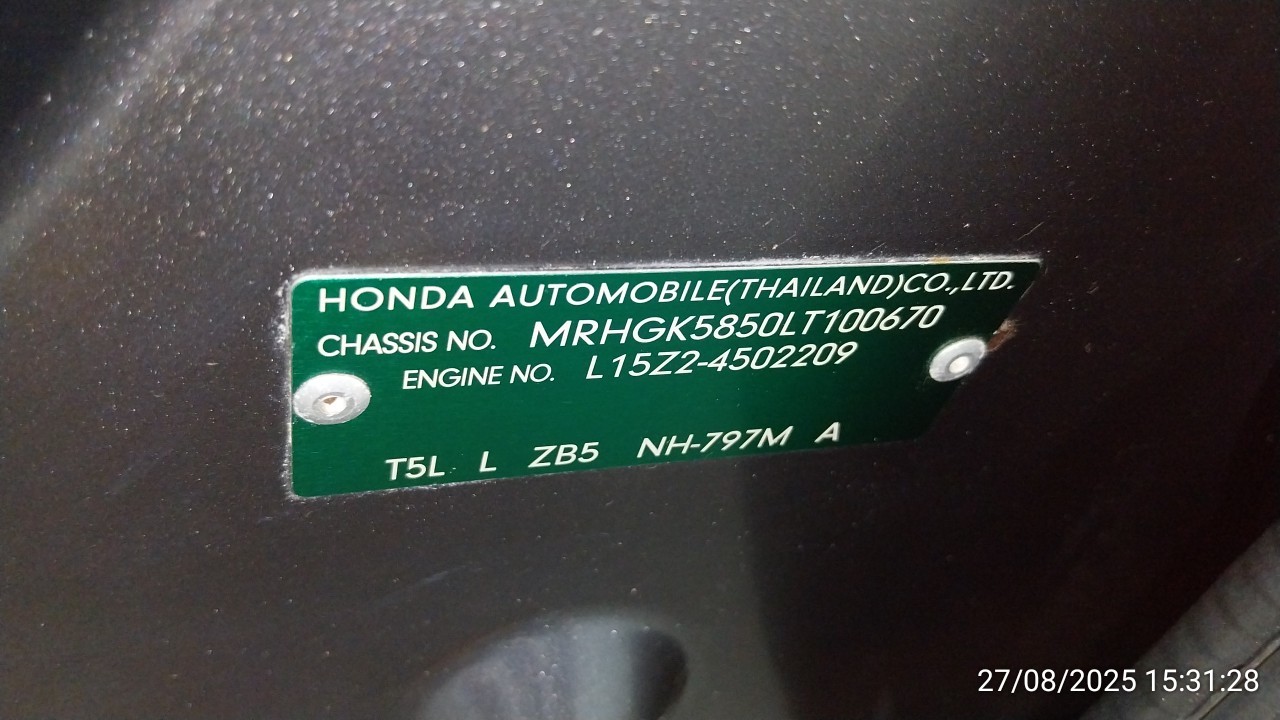 HONDA AUTOMOBILE(THAILAND)CO.,LTD.
CHASSIS NO. MRHGK5850LT100670
ENGINE NO. L15Z2-4502209
T5L L ZB5 NH-797M A
27/08/2025 15:31:28